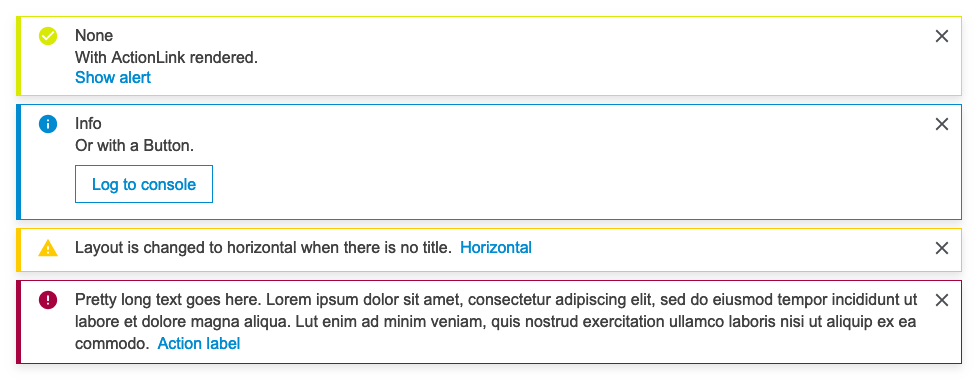 None
With ActionLink rendered.
Show alert
Info
Or with a Button.
Log to console
Layout is changed to horizontal when there is no title. Horizontal
Pretty long text goes here. Lorem ipsum dolor sit amet, consectetur adipiscing elit, sed do eiusmod tempor incididunt ut
labore et dolore magna aliqua. Lut enim ad minim veniam, quis nostrud exercitation ullamco laboris nisi ut aliquip ex ea
commodo. Action label